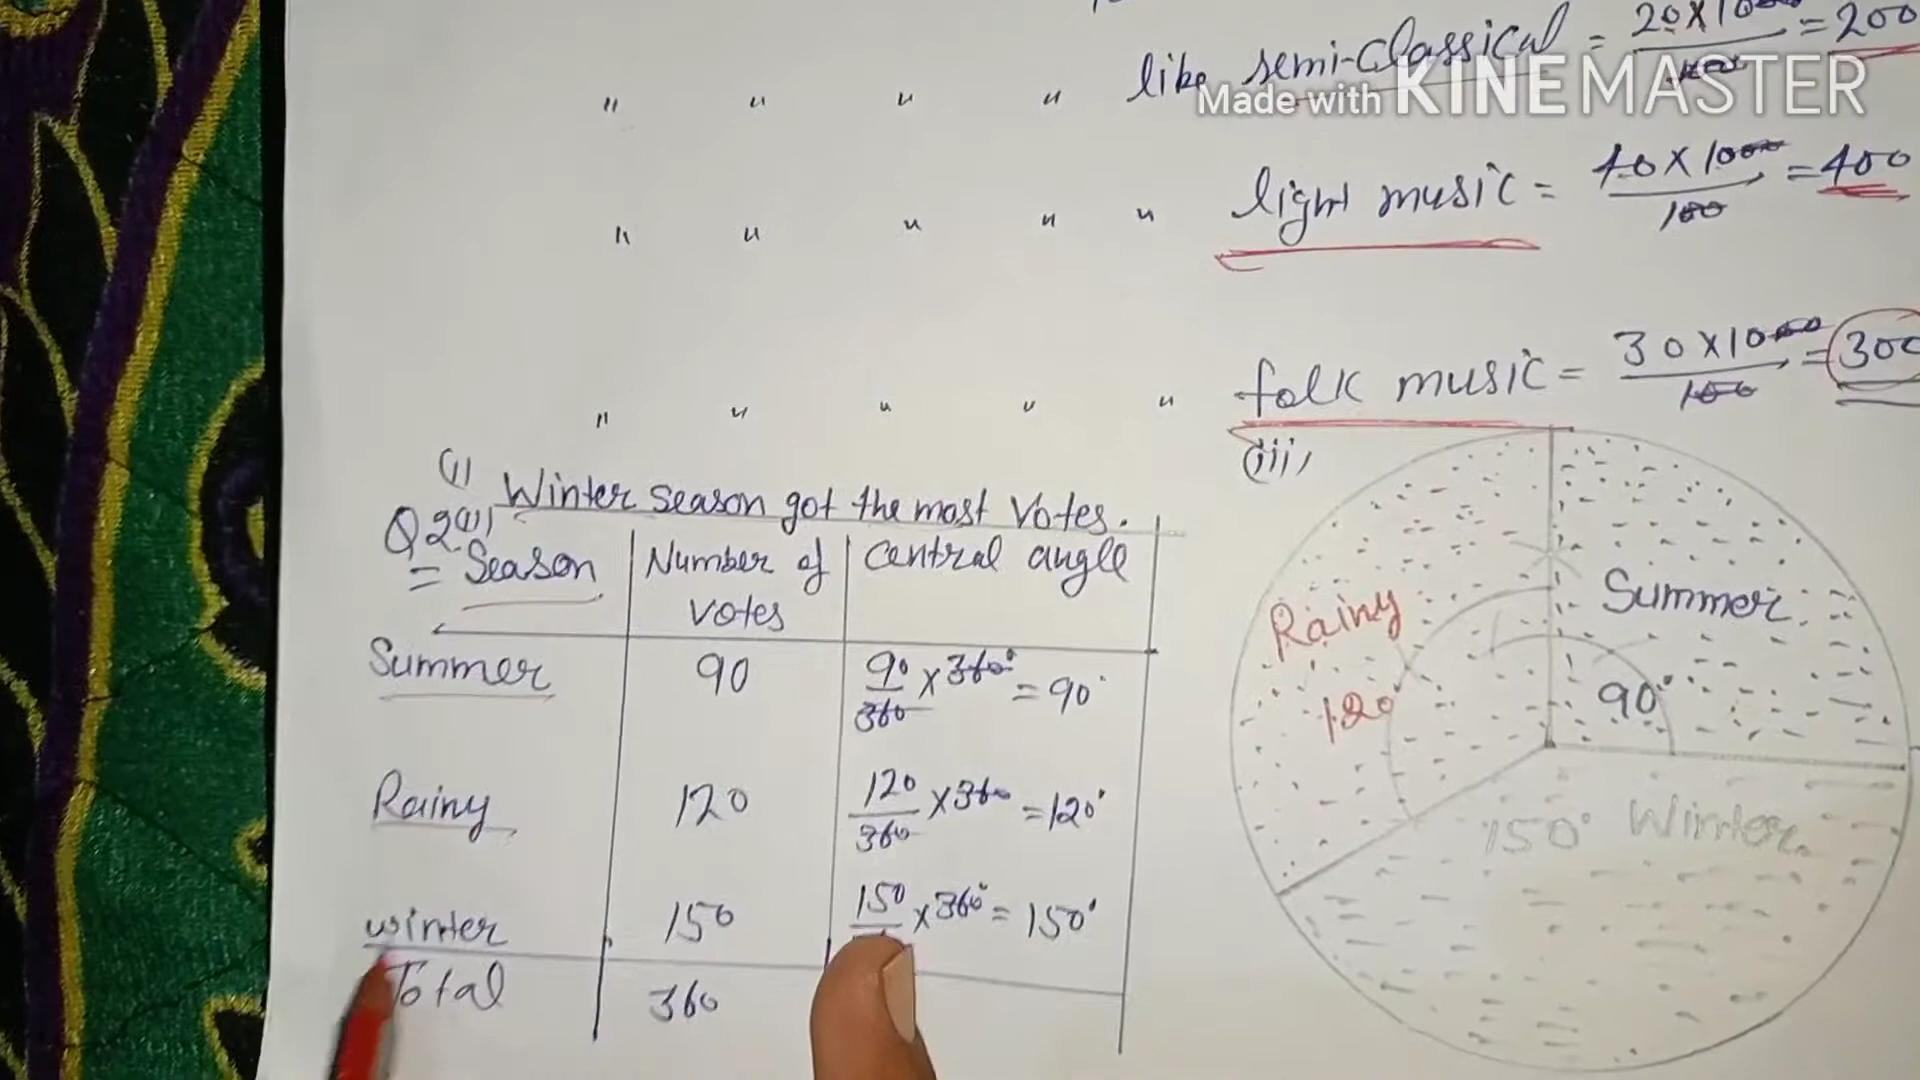 like semi-classical = 20×1000 = 200
100
Made with KINEMASTER
" " " "
light music = 40×1000 = 400
100
" " " " "
folk music = 30×1000 = 300
100
" " " " "
(iii)
(i) Winter season got the most votes.
Q2(ii)
= Season Number of votes Central angle
Summer 90 90/360 × 360° = 90°
Rainy 120 120/360 × 360 = 120°
winter 150 150 × 360° = 150°
Total 360
Rainy
120°
Summer
90°
150° Winter